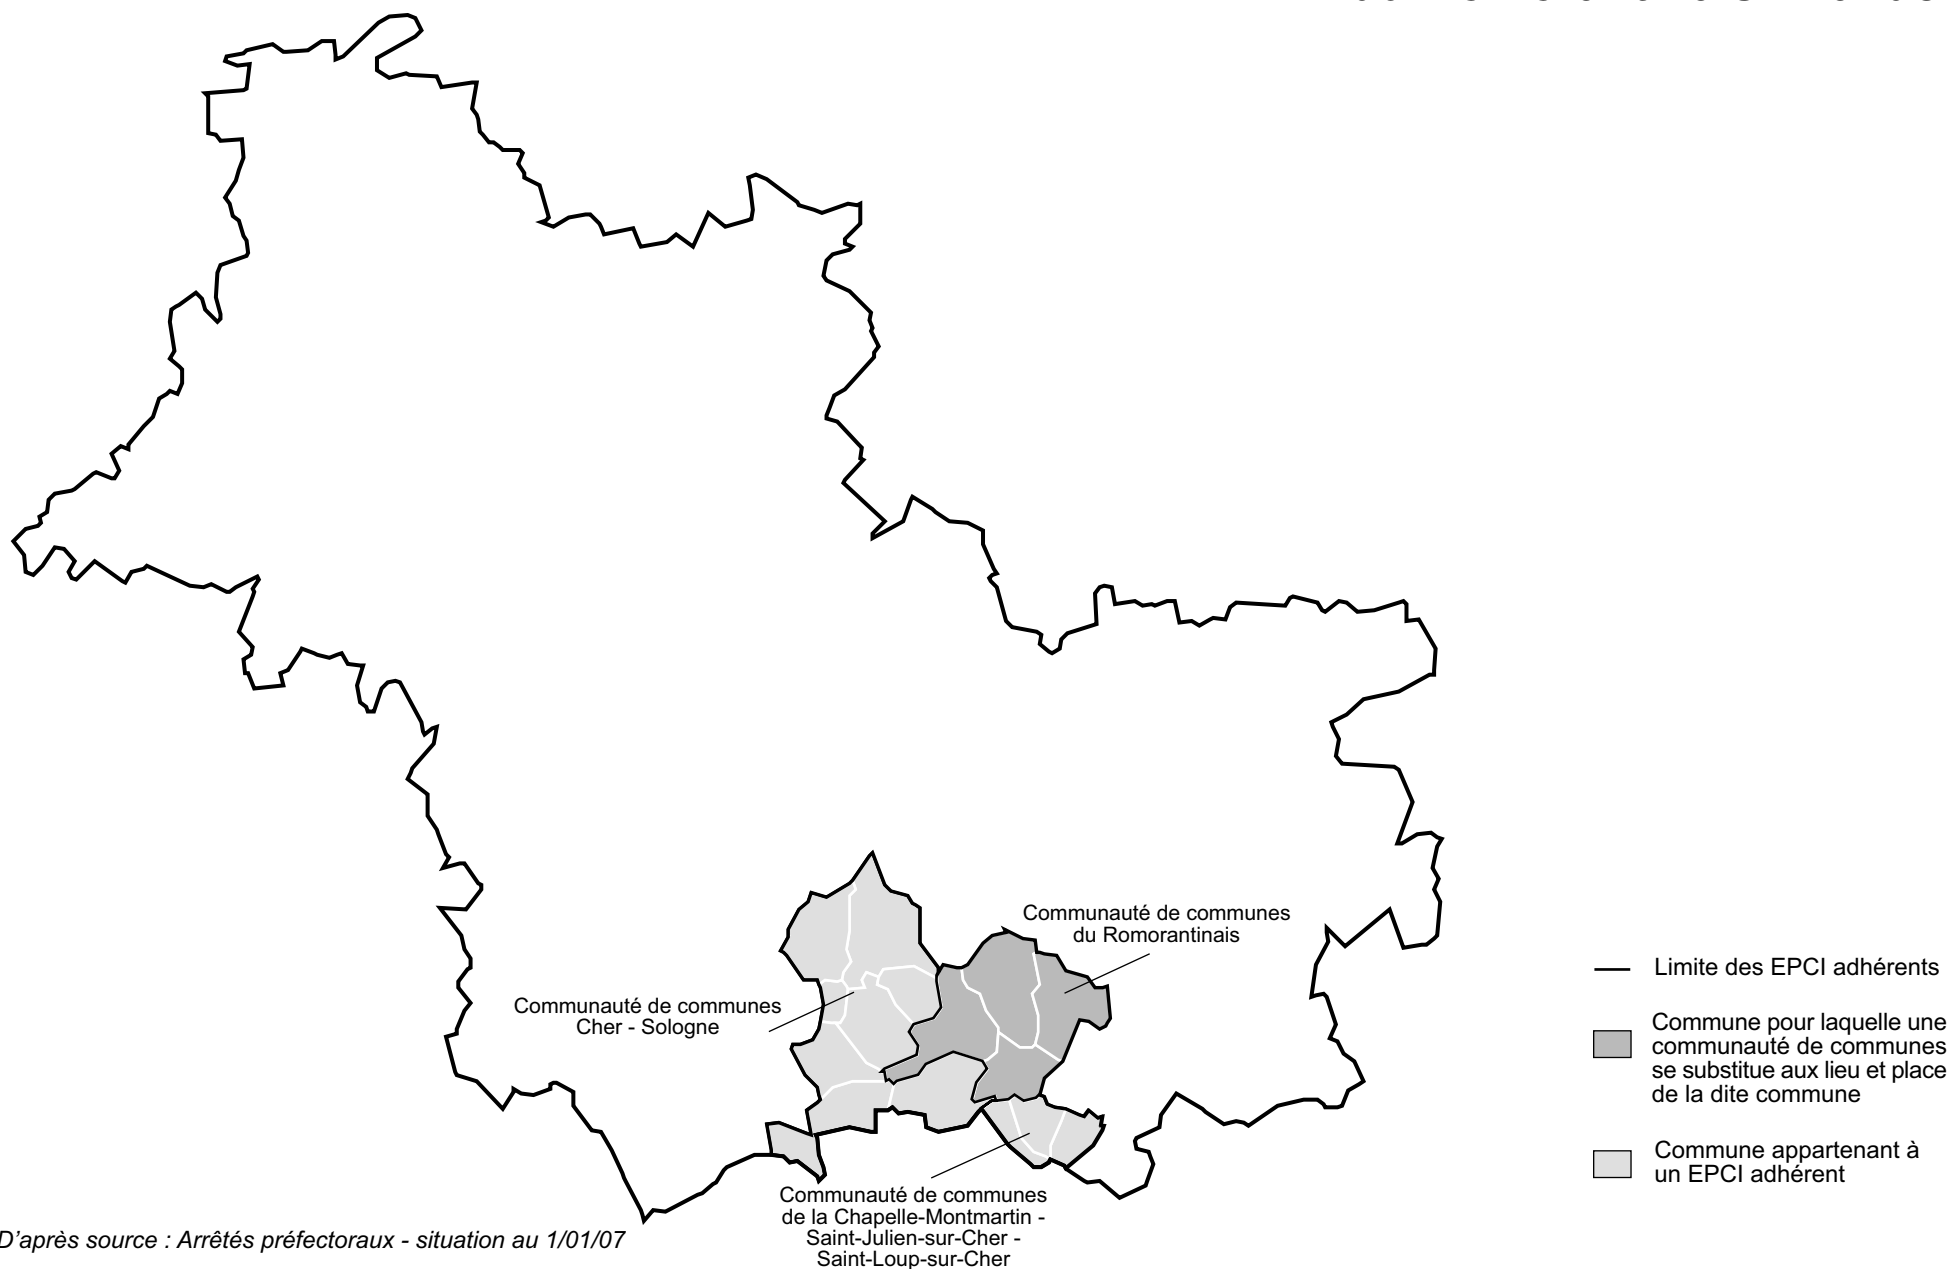 Communauté de communes
du Romorantinais
Communauté de communes
Cher - Sologne
Communauté de communes
de la Chapelle-Montmartin -
Saint-Julien-sur-Cher -
Saint-Loup-sur-Cher
Limite des EPCI adhérents
Commune pour laquelle une
communauté de communes
se substitue aux lieu et place
de la dite commune
Commune appartenant à
un EPCI adhérent
D'après source : Arrêtés préfectoraux - situation au 1/01/07